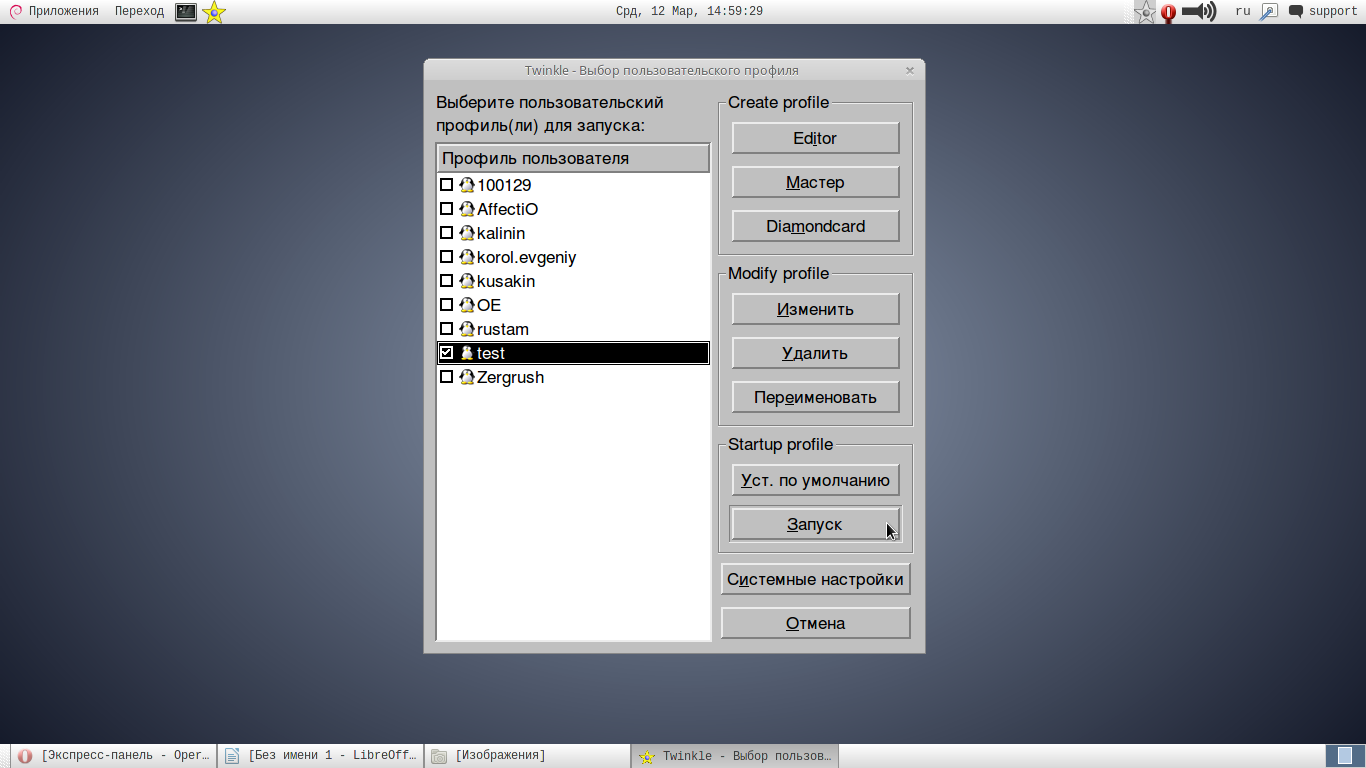 Приложения Переход Срд, 12 Мар, 14:59:29 ru support
Twinkle - Выбор пользовательского профиля
Выберите пользовательский
профиль(ли) для запуска:
Профиль пользователя
100129
AffectiO
kalinin
korol.evgeniy
kusakin
OE
rustam
test
Zergrush
Create profile
Editor
Мастер
Diamondcard
Modify profile
Изменить
Удалить
Переименовать
Startup profile
Уст. по умолчанию
Запуск
Системные настройки
Отмена
[Экспресс-панель - Oper… [Без имени 1 - LibreOff… [Изображения] Twinkle - Выбор пользов…